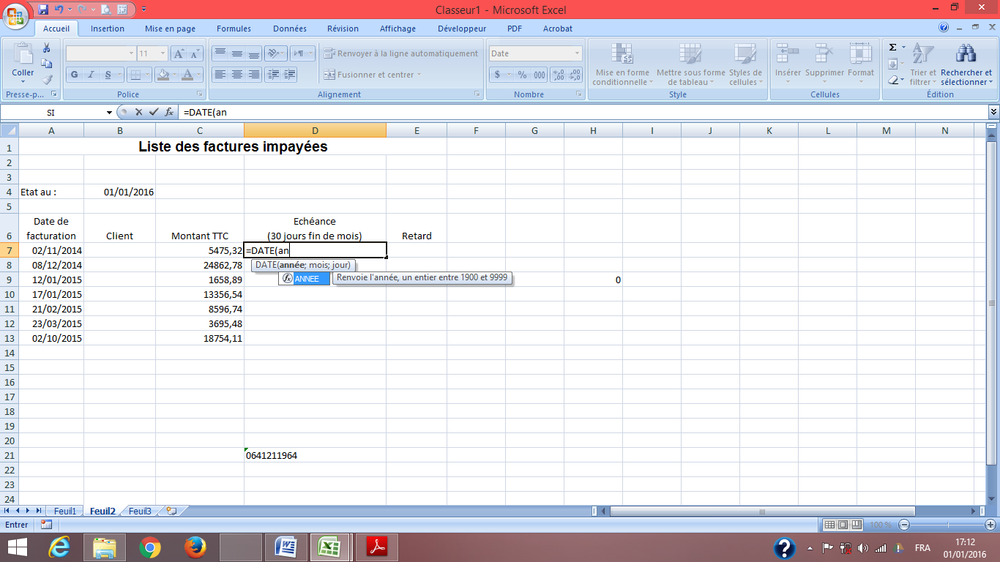 Classeur1 - Microsoft Excel
Accueil Insertion Mise en page Formules Données Révision Affichage Développeur PDF Acrobat
Coller
Presse-p...
11
G I S
Police
Renvoyer à la ligne automatiquement
Fusionner et centrer
Alignement
Date
$ % 000
Nombre
Mise en forme conditionnelle
Mettre sous forme de tableau
Styles de cellules
Style
Insérer Supprimer Format
Cellules
Σ
Trier et filtrer
Rechercher et sélectionner
Édition
SI
fx
=DATE(an
A B C D E F G H I J K L M N
1 Liste des factures impayées
2
3
4 Etat au : 01/01/2016
5
Date de Echéance
6 facturation Client Montant TTC (30 jours fin de mois) Retard
7 02/11/2014 5475,32 =DATE(an
8 08/12/2014 24862,78 DATE(année; mois; jour)
9 12/01/2015 1658,89 ANNEE Renvoie l'année, un entier entre 1900 et 9999 0
10 17/01/2015 13356,54
11 21/02/2015 8596,74
12 23/03/2015 3695,48
13 02/10/2015 18754,11
14
15
16
17
18
19
20
21 0641211964
22
23
24
Feuil1 Feuil2 Feuil3
Entrer 100 %
FRA
17:12
01/01/2016